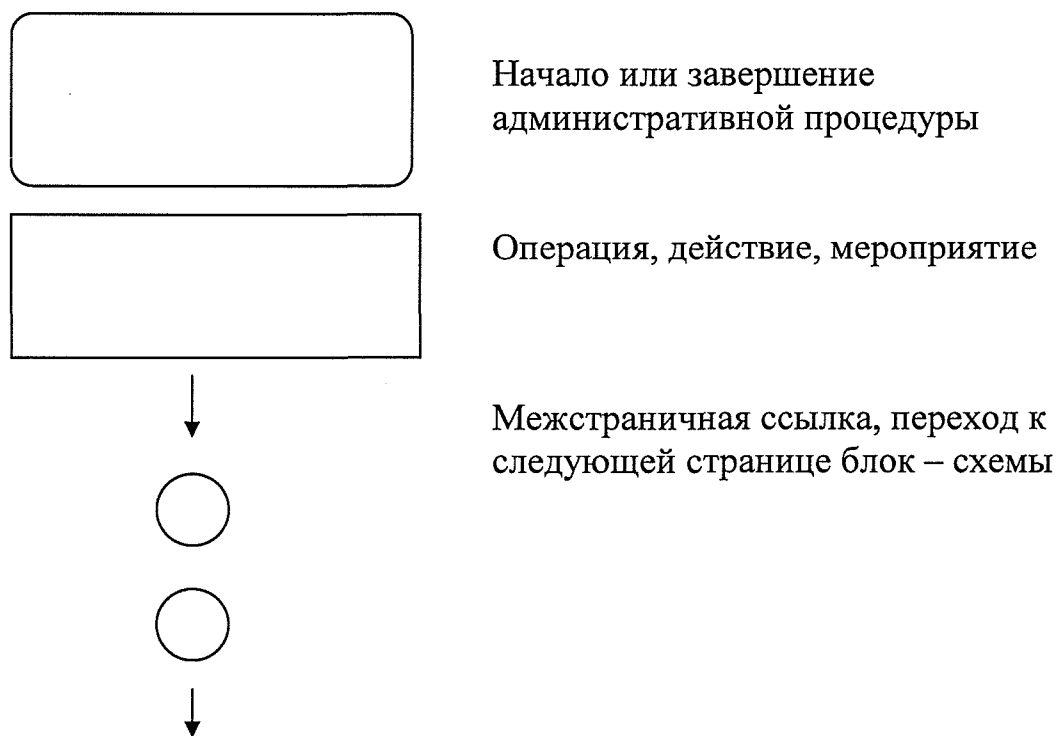 Начало или завершение
административной процедуры
Операция, действие, мероприятие
Межстраничная ссылка, переход к
следующей странице блок – схемы